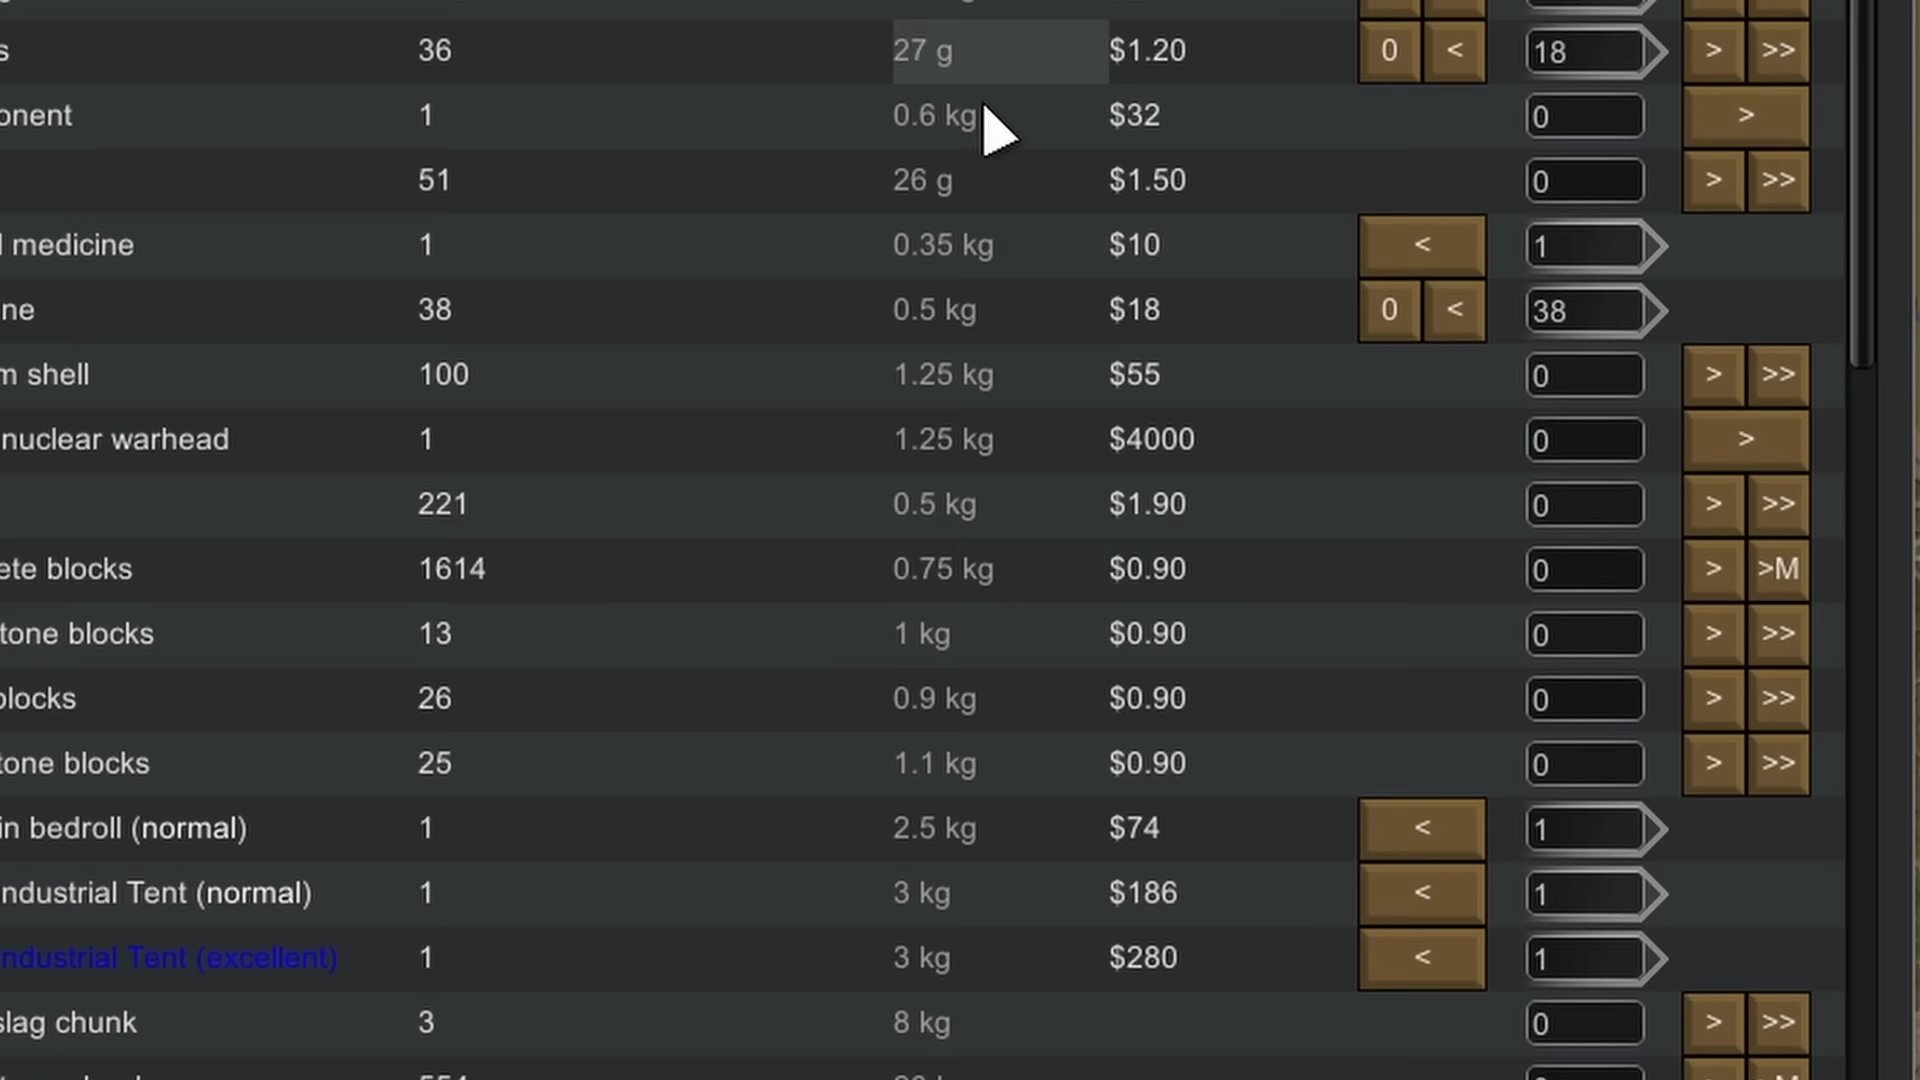 s 36 27 g $1.20 0 < 18 > >>
onent 1 0.6 kg $32 0 >
51 26 g $1.50 0 > >>
l medicine 1 0.35 kg $10 < 1
ne 38 0.5 kg $18 0 < 38
m shell 100 1.25 kg $55 0 > >>
nuclear warhead 1 1.25 kg $4000 0 >
221 0.5 kg $1.90 0 > >>
ete blocks 1614 0.75 kg $0.90 0 > >M
tone blocks 13 1 kg $0.90 0 > >>
locks 26 0.9 kg $0.90 0 > >>
tone blocks 25 1.1 kg $0.90 0 > >>
in bedroll (normal) 1 2.5 kg $74 < 1
ndustrial Tent (normal) 1 3 kg $186 < 1
ndustrial Tent (excellent) 1 3 kg $280 < 1
slag chunk 3 8 kg 0 > >>